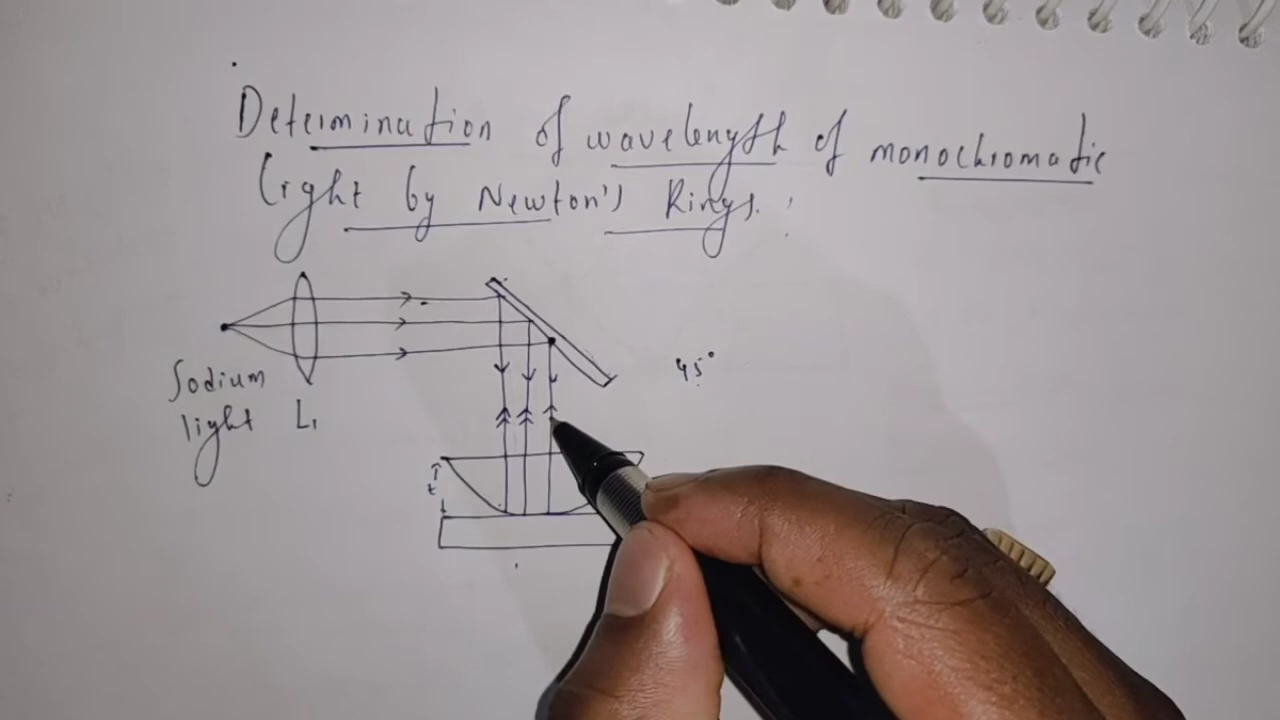 Determination of wavelength of monochromatic
light by Newton's Rings.
45°
Sodium
light L1
t